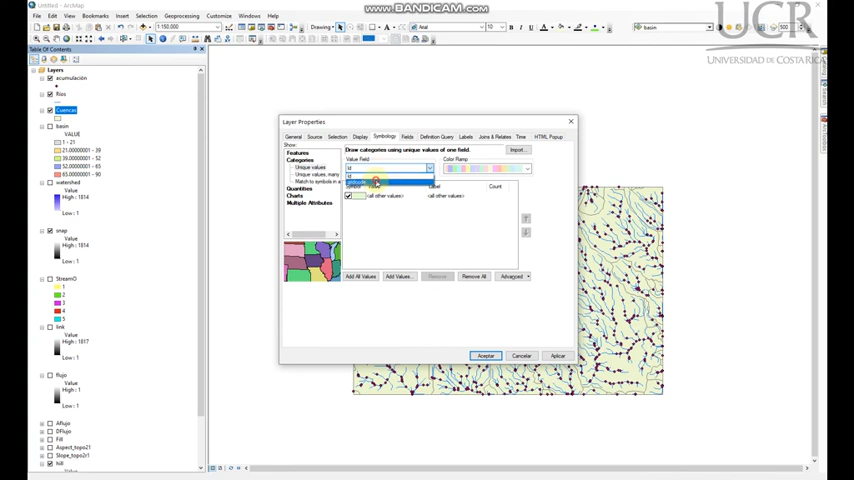 Untitled - ArcMap
www.BANDICAM.com
File Edit View Bookmarks Insert Selection Geoprocessing Customize Windows Help
1:150,000
Drawing
Arial
10
B I U
basin
500
UCR
UNIVERSIDAD DE COSTA RICA
Table Of Contents
Layers
acumulación
Rios
Cuencas
basin
VALUE
1 - 21
21.00000001 - 39
39.00000001 - 52
52.00000001 - 65
65.00000001 - 90
watershed
Value
High : 1814
Low : 1
snap
Value
High : 1814
Low : 1
StreamO
1
2
3
4
5
link
Value
High : 1817
Low : 1
flujo
Value
High : 1
Low : 0
Aflujo
DFlujo
Fill
Aspect_topo21
Slope_topo2r1
hill
Layer Properties
General Source Selection Display Symbology Fields Definition Query Labels Joins & Relates Time HTML Popup
Show:
Features
Categories
Unique values
Unique values, many
Match to symbols in a
Quantities
Charts
Multiple Attributes
Draw categories using unique values of one field.
Import...
Value Field
Color Ramp
Id
Id
gridcode
Symbol Value Label Count
<all other values> <all other values>
Add All Values Add Values... Remove Remove All Advanced
Aceptar Cancelar Aplicar
Catalog
Search
ArcToolbox